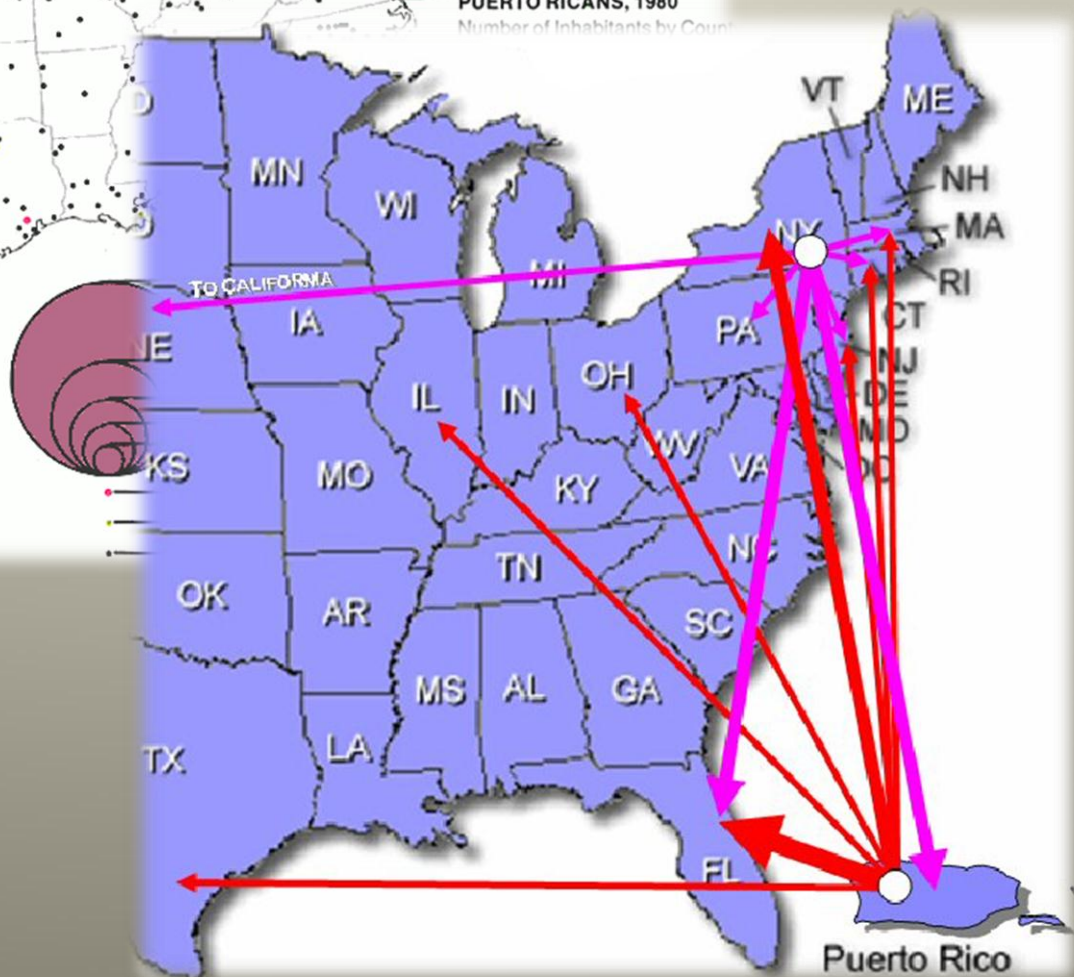 PUERTO RICANS, 1980
Number of Inhabitants by Coun
VT
ME
D
MN
NH
WI
NY
MA
TO CALIFORNIA
MI
RI
IA
CT
NE
PA
NJ
OH
DE
IL
IN
MD
WV
DC
KS
MO
VA
KY
NC
TN
OK
AR
SC
MS
AL
GA
LA
TX
FL
Puerto Rico